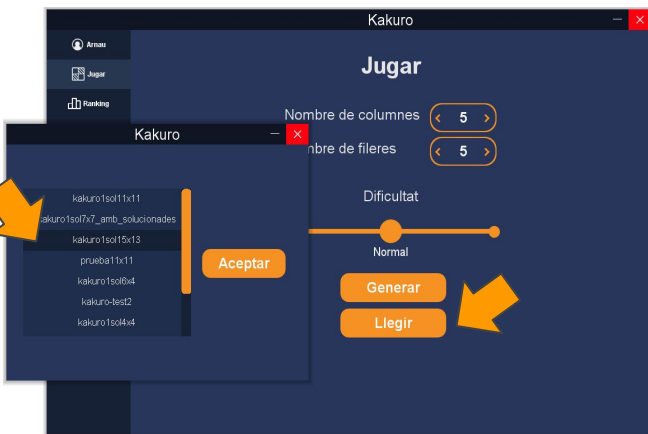 Kakuro
Arnau
Jugar
Ranking
Jugar
Nombre de columnes
5
mbre de fileres
5
Dificultat
Normal
Generar
Llegir
Kakuro
kakuro1sol11x11
akuro1sol7x7_amb_solucionades
kakuro1sol15x13
prueba11x11
kakuro1sol6x4
kakuro-test2
kakuro1sol4x4
Aceptar